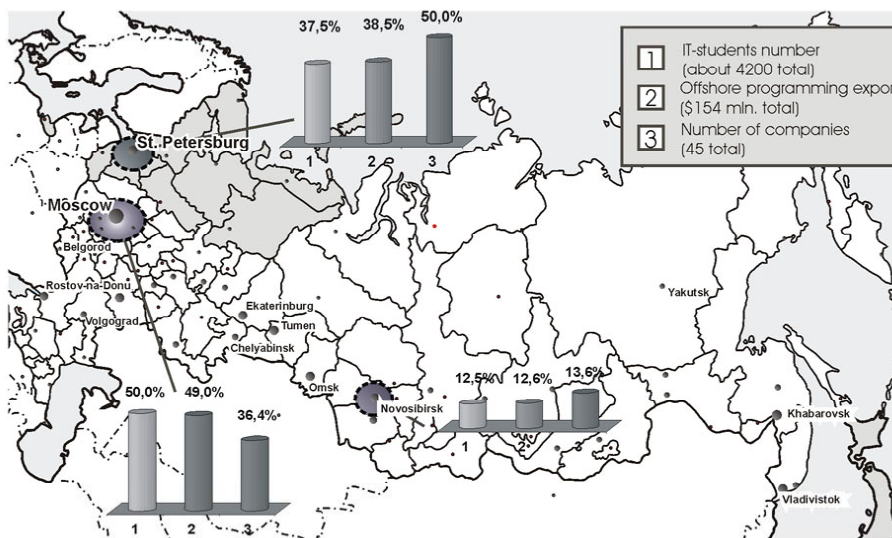 37,5%
38,5%
50,0%
1
2
3
1
IT-students number
(about 4200 total)
2
Offshore programming expor
($154 mln. total)
3
Number of companies
(45 total)
St. Petersburg
Moscow
Belgorod
Rostov-na-Donu
Volgograd
Ekaterinburg
Tumen
Chelyabinsk
Omsk
Novosibirsk
Yakutsk
Khabarovsk
Vladivistok
12,5%
12,6%
13,6%
1
2
3
50,0%
49,0%
36,4%
1
2
3